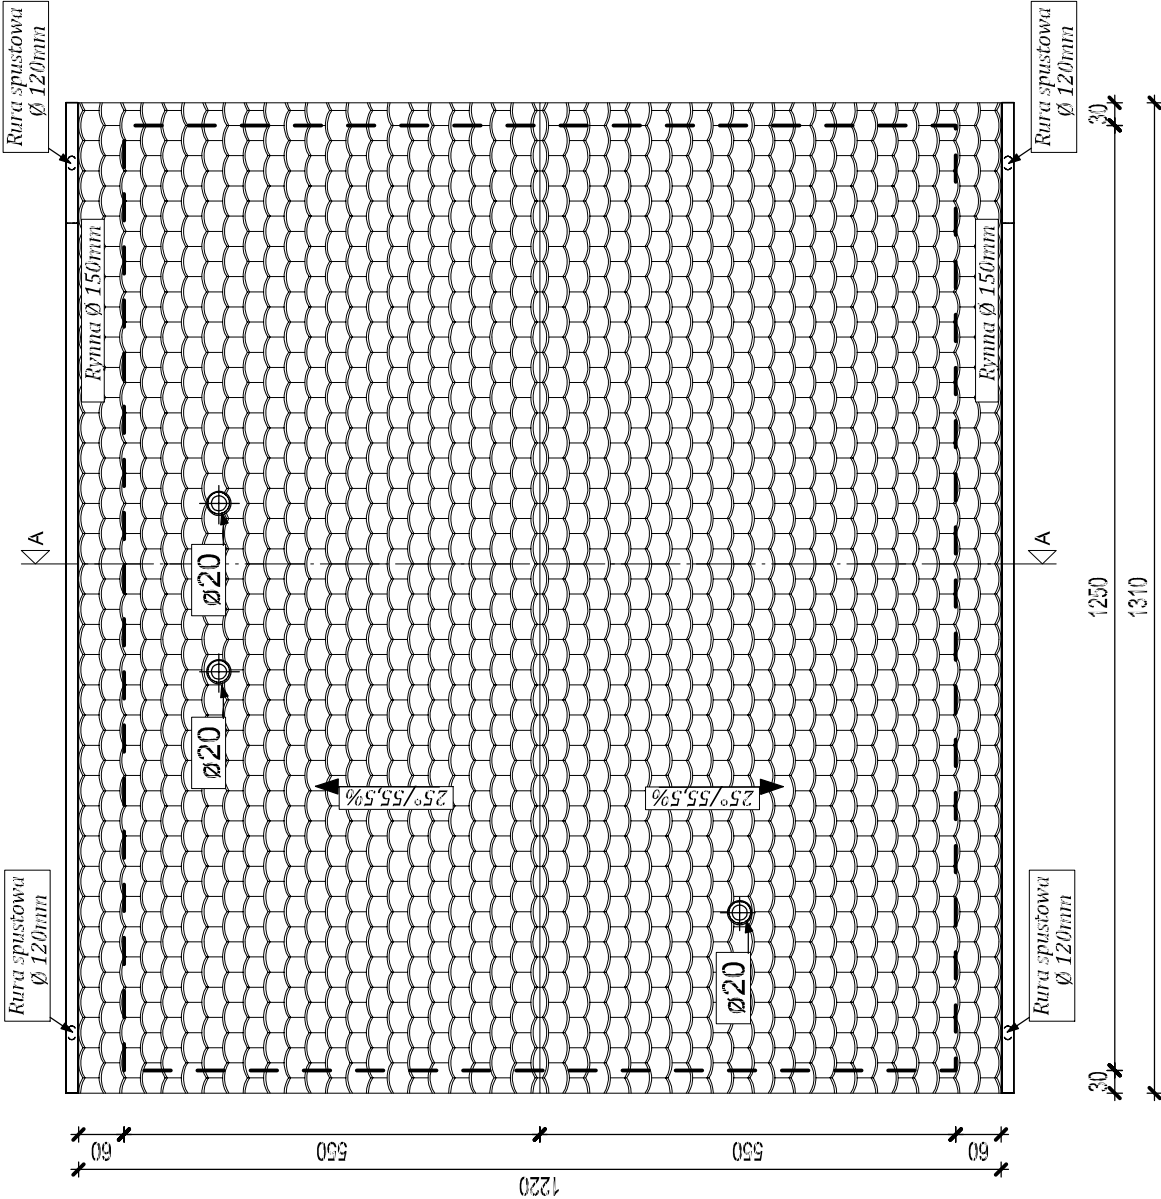 Rura spustowa
Ø 120mm
Rura spustowa
Ø 120mm
Rynna Ø 150mm
Rynna Ø 150mm
A
A
ø20
ø20
ø20
25°/55,5%
25°/55,5%
Rura spustowa
Ø 120mm
Rura spustowa
Ø 120mm
30
1250
30
1310
60
550
550
60
1220